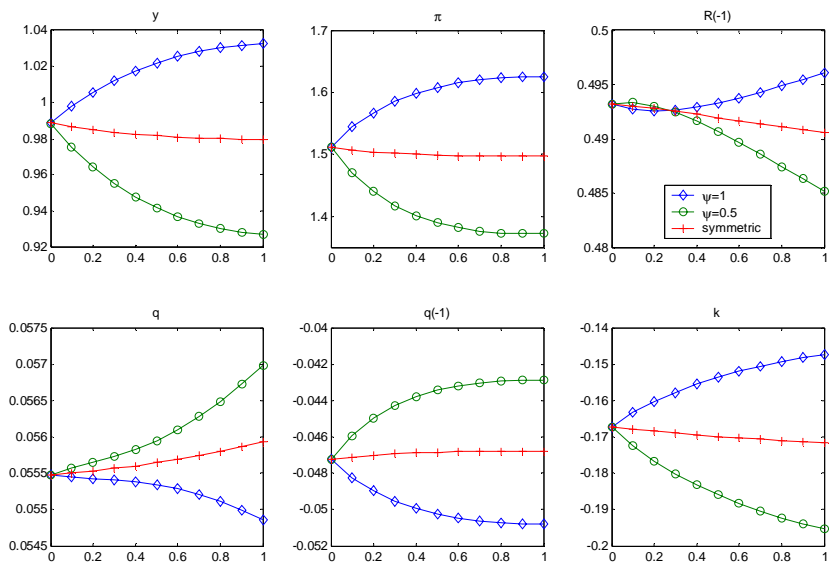 y
π
R(-1)
1.04
1.02
1
0.98
0.96
0.94
0.92
0 0.2 0.4 0.6 0.8 1
1.7
1.6
1.5
1.4
0 0.2 0.4 0.6 0.8 1
0.5
0.495
0.49
0.485
0.48
0 0.2 0.4 0.6 0.8 1
ψ=1
ψ=0.5
symmetric
q
q(-1)
k
0.0575
0.057
0.0565
0.056
0.0555
0.055
0.0545
0 0.2 0.4 0.6 0.8 1
-0.04
-0.042
-0.044
-0.046
-0.048
-0.05
-0.052
0 0.2 0.4 0.6 0.8 1
-0.14
-0.15
-0.16
-0.17
-0.18
-0.19
-0.2
0 0.2 0.4 0.6 0.8 1